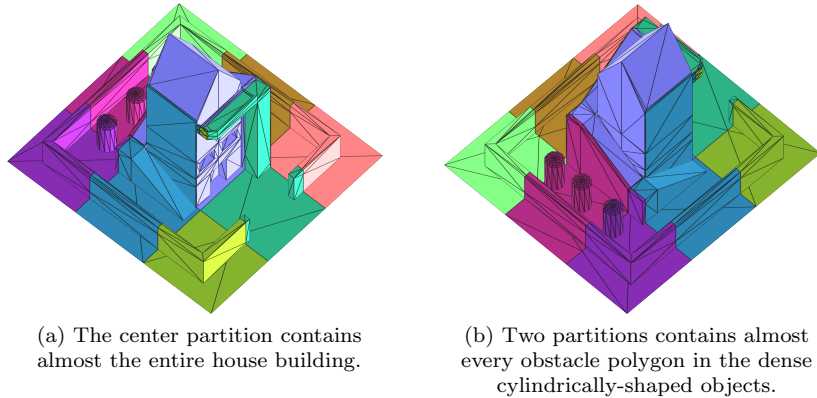 (a) The center partition contains
almost the entire house building.
(b) Two partitions contains almost
every obstacle polygon in the dense
cylindrically-shaped objects.